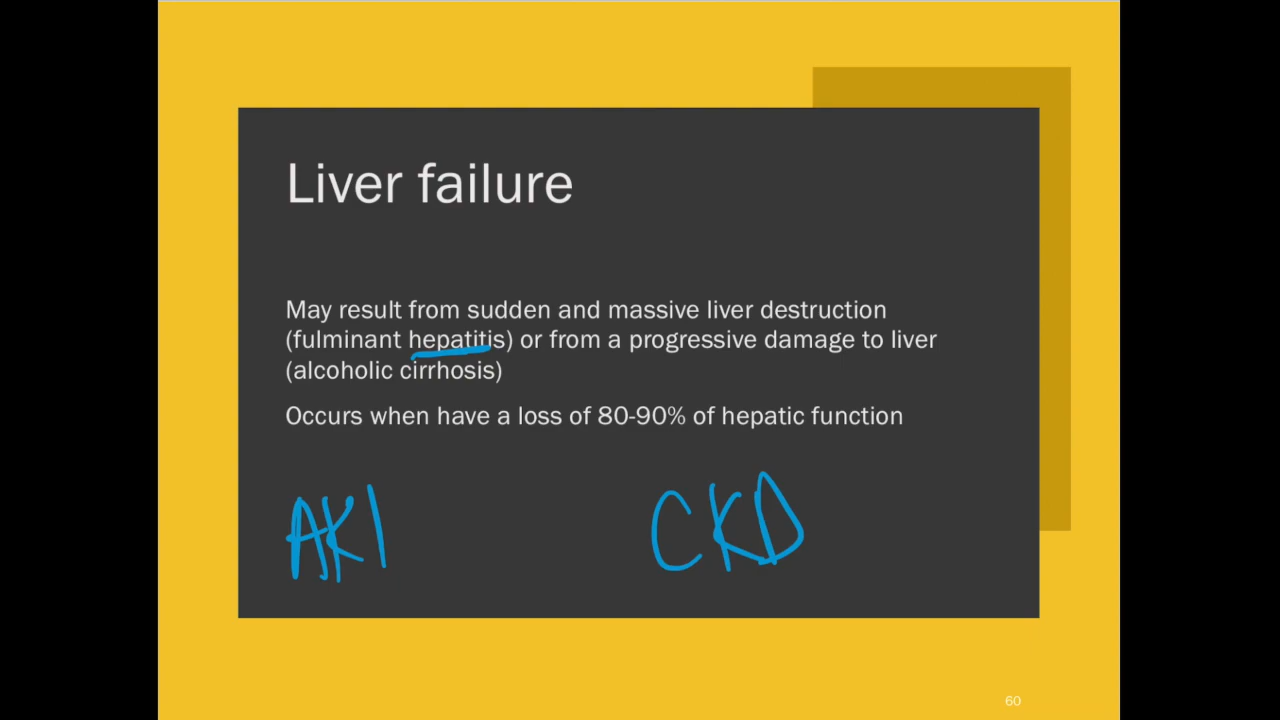 Liver failure
May result from sudden and massive liver destruction
(fulminant hepatitis) or from a progressive damage to liver
(alcoholic cirrhosis)
Occurs when have a loss of 80-90% of hepatic function
AKI CKD
60